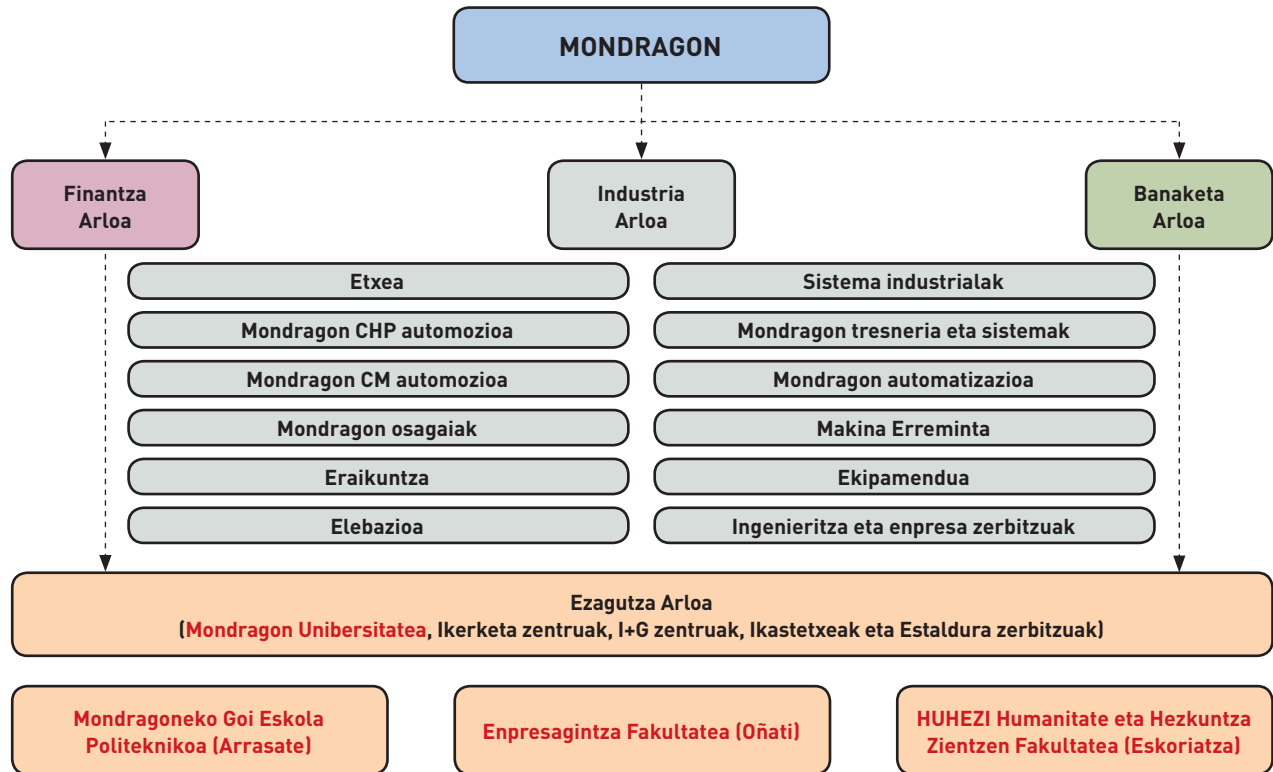 MONDRAGON
Finantza
Arloa
Industria
Arloa
Banaketa
Arloa
Etxea
Sistema industrialak
Mondragon CHP automozioa
Mondragon tresneria eta sistemak
Mondragon CM automozioa
Mondragon automatizazioa
Mondragon osagaiak
Makina Erreminta
Eraikuntza
Ekipamendua
Elebazioa
Ingenieritza eta enpresa zerbitzuak
Ezagutza Arloa
(Mondragon Unibersitatea, Ikerketa zentruak, I+G zentruak, Ikastetxeak eta Estaldura zerbitzuak)
Mondragoneko Goi Eskola
Politeknikoa (Arrasate)
Enpresagintza Fakultatea (Oñati)
HUHEZI Humanitate eta Hezkuntza
Zientzen Fakultatea (Eskoriatza)